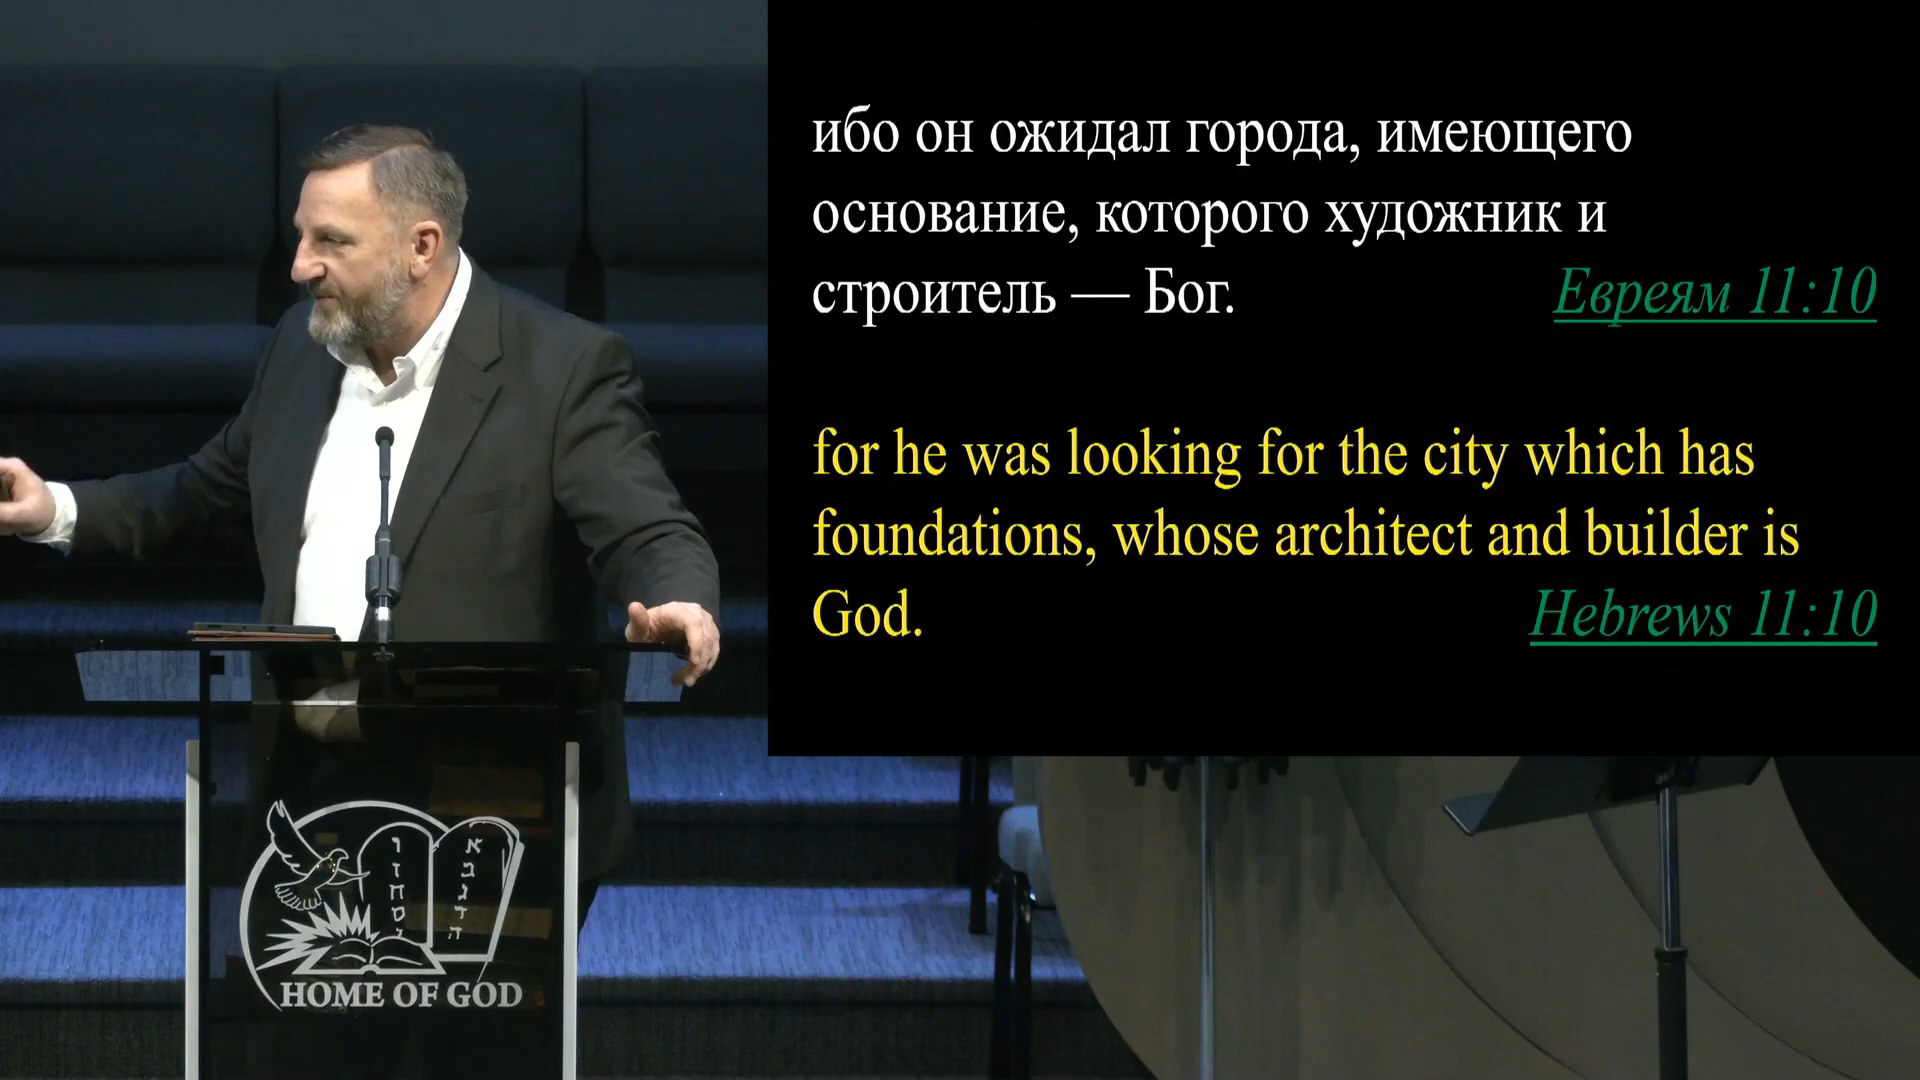 ибо он ожидал города, имеющего
основание, которого художник и
строитель — Бог.
Евреям 11:10
for he was looking for the city which has
foundations, whose architect and builder is
God.
Hebrews 11:10
ו א
ז ב
ח ג
ט ד
י ה
HOME OF GOD